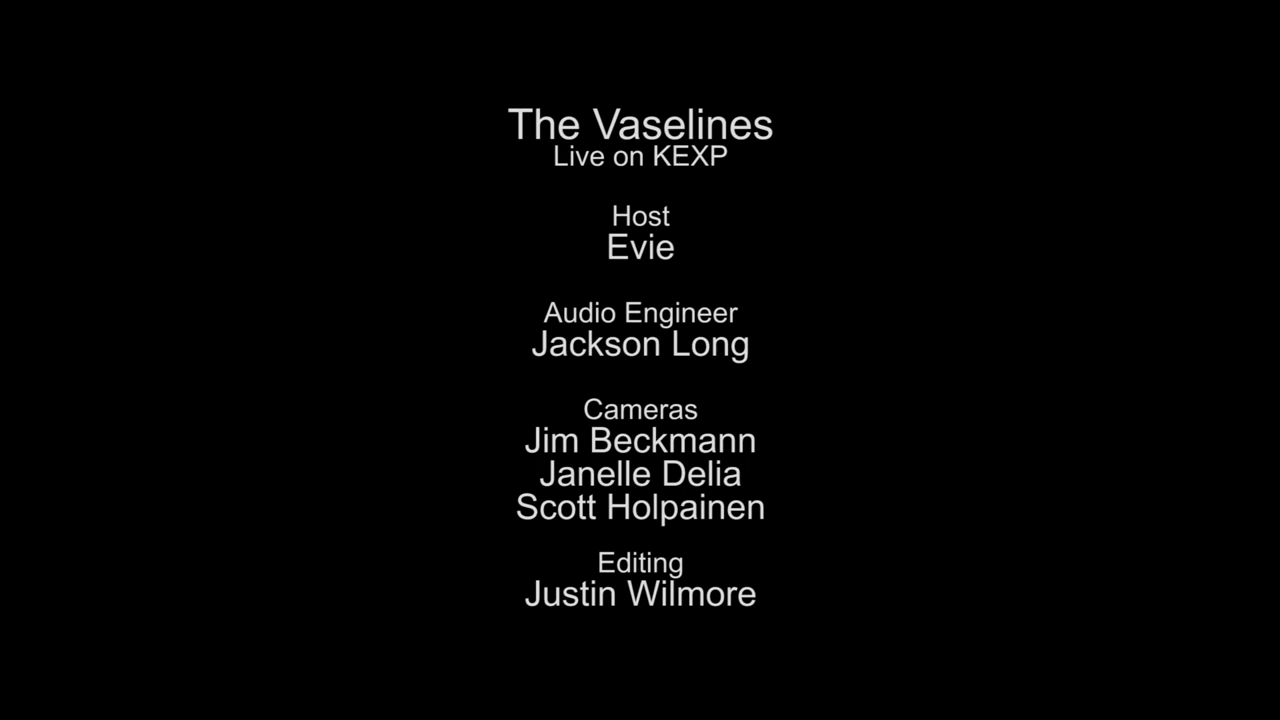 The Vaselines
Live on KEXP
Host
Evie
Audio Engineer
Jackson Long
Cameras
Jim Beckmann
Janelle Delia
Scott Holpainen
Editing
Justin Wilmore